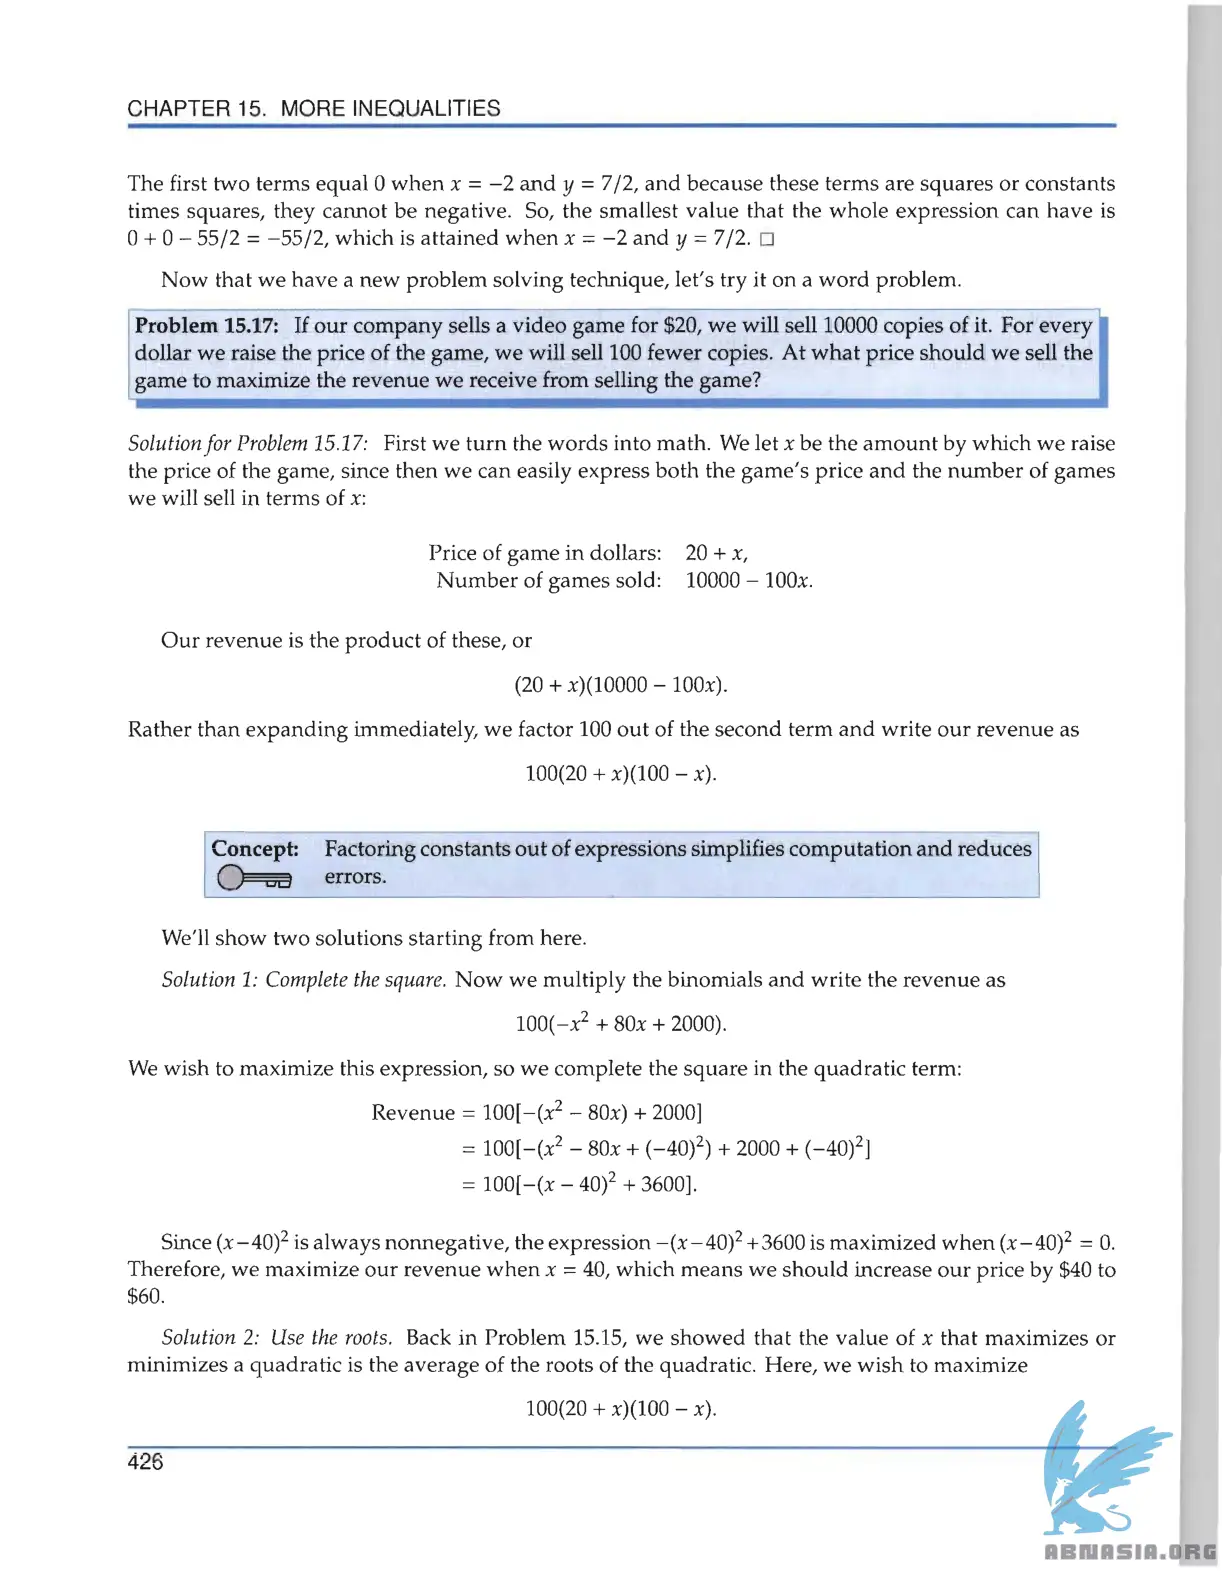 CHAPTER 15. MORE INEQUALITIES
The first two terms equal 0 when x = −2 and y = 7/2, and because these terms are squares or constants
times squares, they cannot be negative. So, the smallest value that the whole expression can have is
0 + 0 − 55/2 = −55/2, which is attained when x = −2 and y = 7/2. □
Now that we have a new problem solving technique, let's try it on a word problem.
Problem 15.17: If our company sells a video game for $20, we will sell 10000 copies of it. For every
dollar we raise the price of the game, we will sell 100 fewer copies. At what price should we sell the
game to maximize the revenue we receive from selling the game?
Solution for Problem 15.17: First we turn the words into math. We let x be the amount by which we raise
the price of the game, since then we can easily express both the game's price and the number of games
we will sell in terms of x:
Price of game in dollars: 20 + x,
Number of games sold: 10000 − 100x.
Our revenue is the product of these, or
(20 + x)(10000 − 100x).
Rather than expanding immediately, we factor 100 out of the second term and write our revenue as
100(20 + x)(100 − x).
Concept: Factoring constants out of expressions simplifies computation and reduces
errors.
We'll show two solutions starting from here.
Solution 1: Complete the square. Now we multiply the binomials and write the revenue as
100(−x² + 80x + 2000).
We wish to maximize this expression, so we complete the square in the quadratic term:
Revenue = 100[−(x² − 80x) + 2000]
= 100[−(x² − 80x + (−40)²) + 2000 + (−40)²]
= 100[−(x − 40)² + 3600].
Since (x−40)² is always nonnegative, the expression −(x−40)²+3600 is maximized when (x−40)² = 0.
Therefore, we maximize our revenue when x = 40, which means we should increase our price by $40 to
$60.
Solution 2: Use the roots. Back in Problem 15.15, we showed that the value of x that maximizes or
minimizes a quadratic is the average of the roots of the quadratic. Here, we wish to maximize
100(20 + x)(100 − x).
426
ABNASIA.ORG